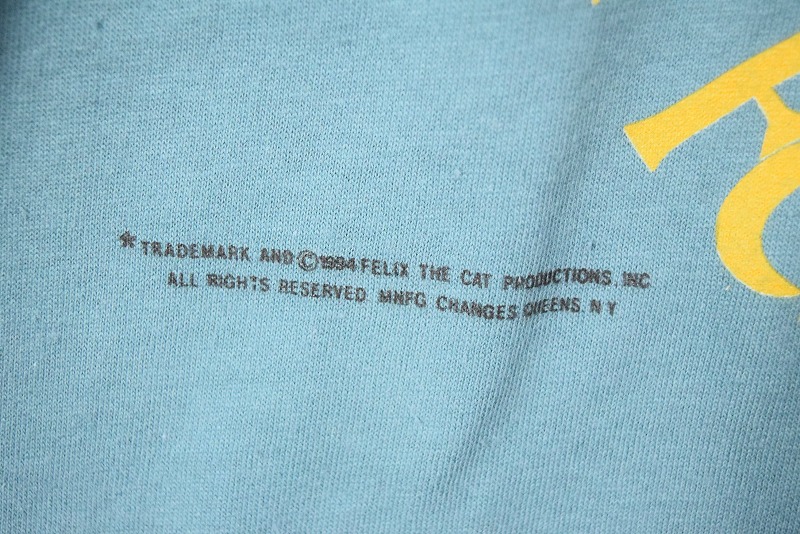 *TRADEMARK AND ©1994 FELIX THE CAT PRODUCTIONS, INC
ALL RIGHTS RESERVED MNFG CHANGES QUEENS. N Y